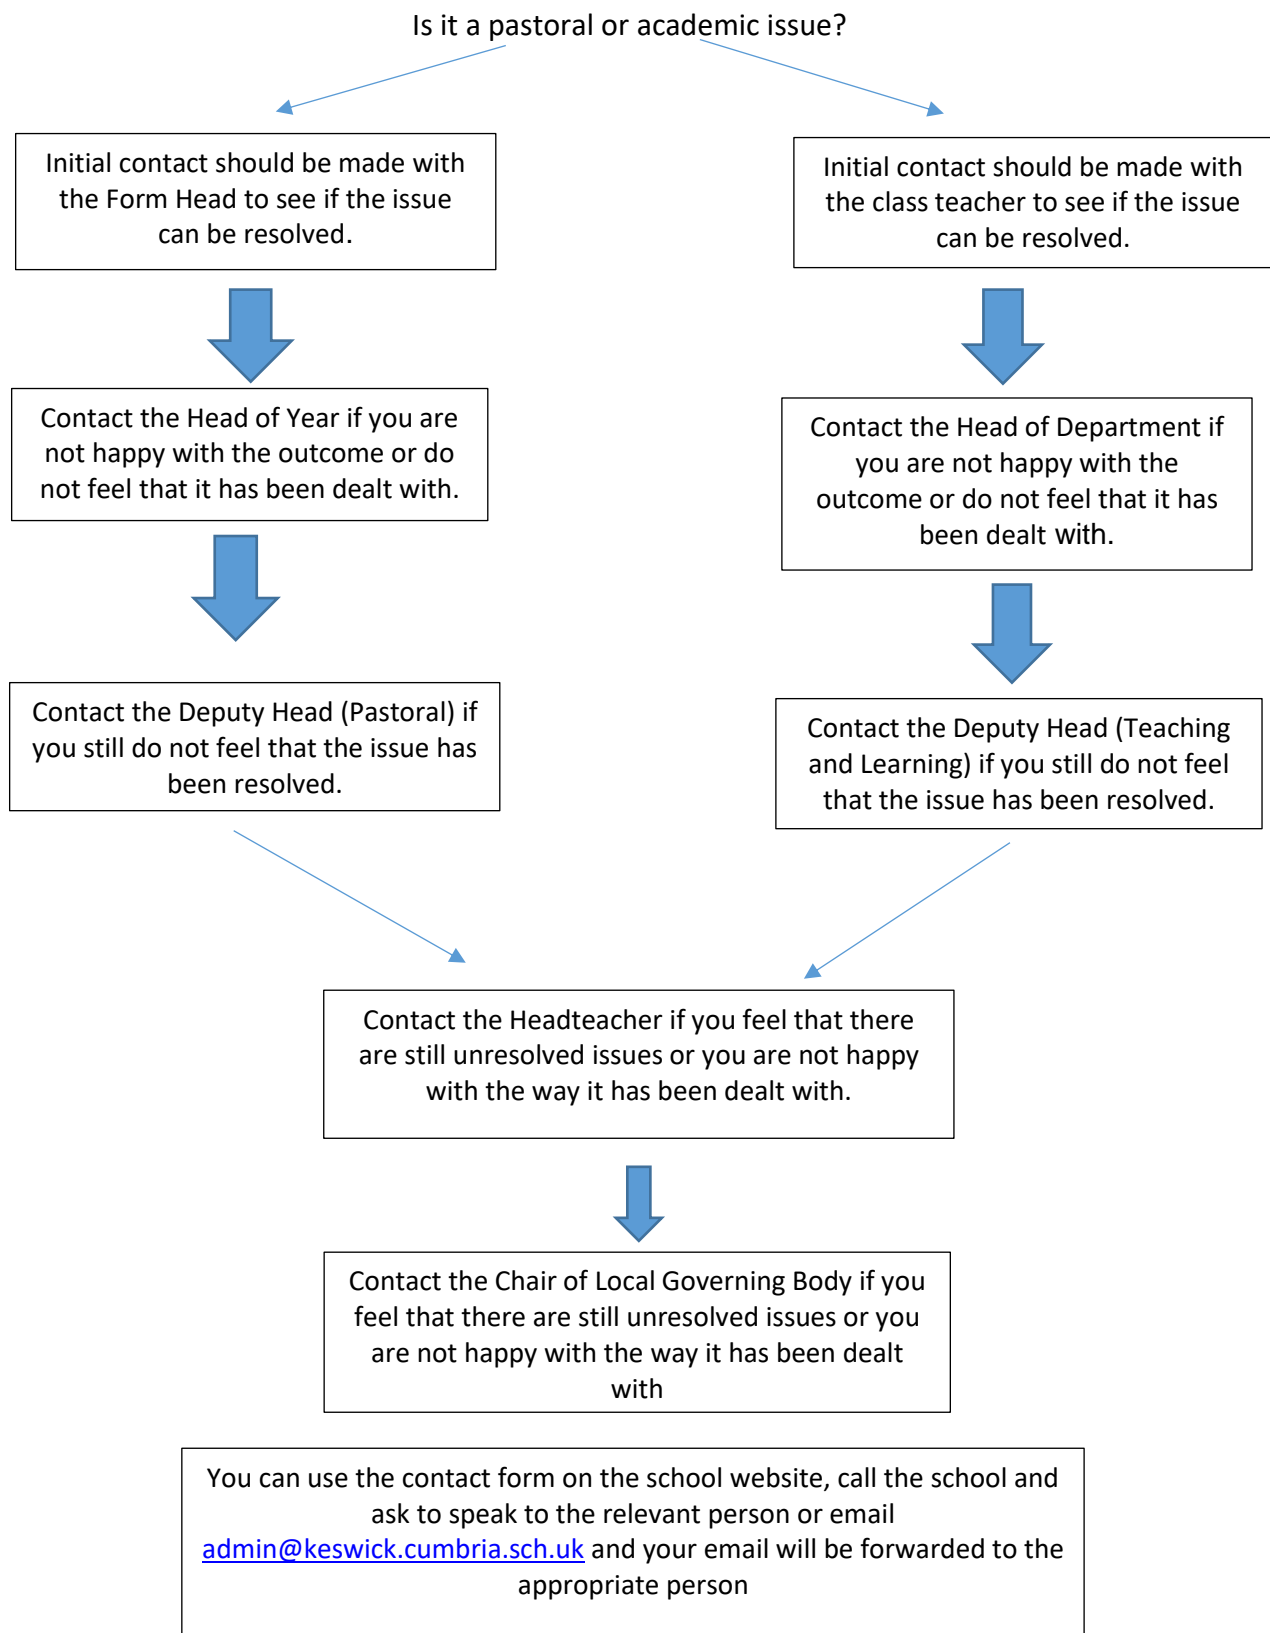 Is it a pastoral or academic issue?
Initial contact should be made with
the Form Head to see if the issue
can be resolved.
Initial contact should be made with
the class teacher to see if the issue
can be resolved.
Contact the Head of Year if you are
not happy with the outcome or do
not feel that it has been dealt with.
Contact the Head of Department if
you are not happy with the
outcome or do not feel that it has
been dealt with.
Contact the Deputy Head (Pastoral) if
you still do not feel that the issue has
been resolved.
Contact the Deputy Head (Teaching
and Learning) if you still do not feel
that the issue has been resolved.
Contact the Headteacher if you feel that there
are still unresolved issues or you are not happy
with the way it has been dealt with.
Contact the Chair of Local Governing Body if you
feel that there are still unresolved issues or you
are not happy with the way it has been dealt
with
You can use the contact form on the school website, call the school and
ask to speak to the relevant person or email
admin@keswick.cumbria.sch.uk and your email will be forwarded to the
appropriate person